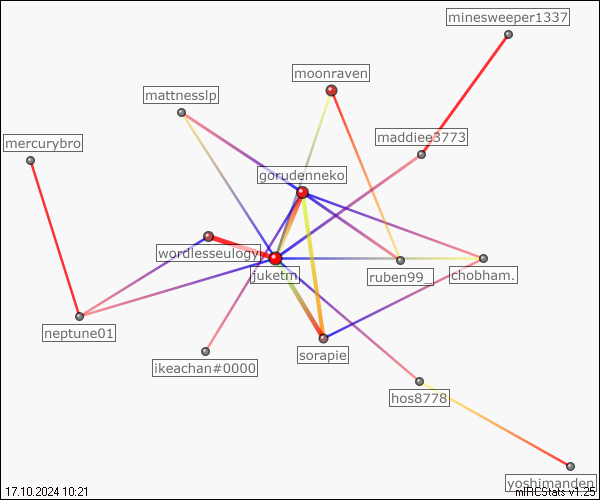 minesweeper1337
moonraven
mattnesslp
maddiee3773
mercurybro
gorudenneko
wordlesseulogy
juketm
ruben99_
chobham.
neptune01
sorapie
ikeachan#0000
hos8778
yoshimanden
17.10.2024 10:21
mIRCStats v1.25